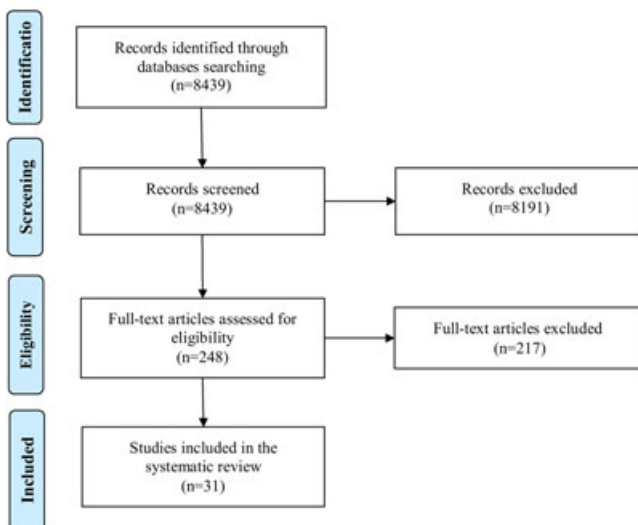 Identificatio
Records identified through
databases searching
(n=8439)
Screening
Records screened
(n=8439)
Records excluded
(n=8191)
Eligibility
Full-text articles assessed for
eligibility
(n=248)
Full-text articles excluded
(n=217)
Included
Studies included in the
systematic review
(n=31)